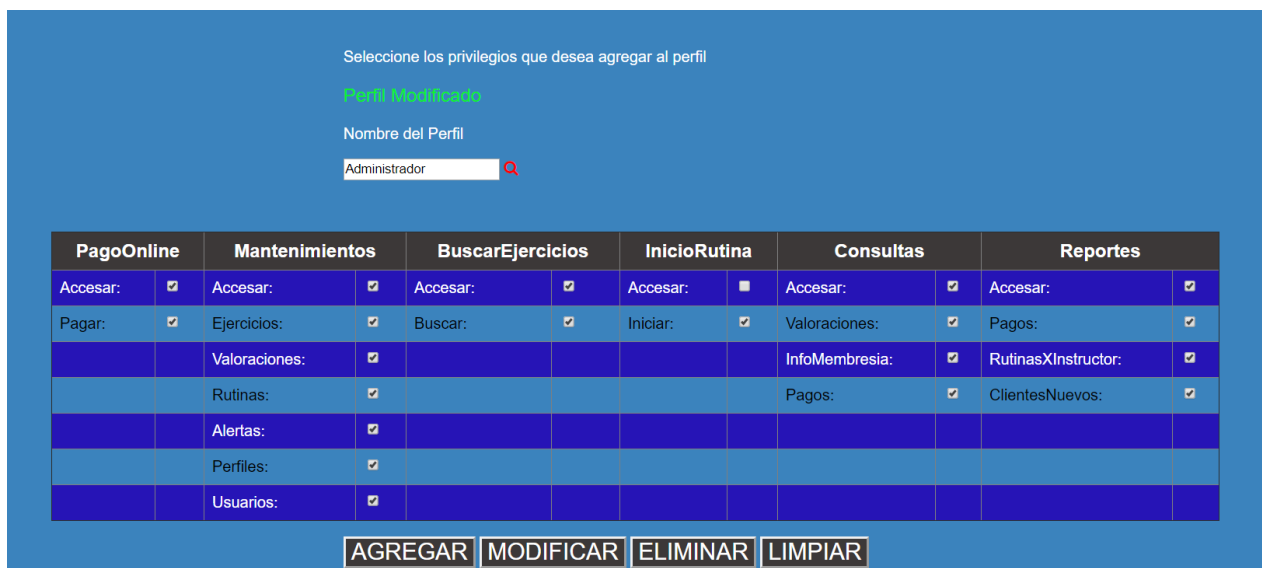 Seleccione los privilegios que desea agregar al perfil
Perfil Modificado
Nombre del Perfil
Administrador
PagoOnline Mantenimientos BuscarEjercicios InicioRutina Consultas Reportes
Accesar: Accesar: Accesar: Accesar: Accesar: Accesar:
Pagar: Ejercicios: Buscar: Iniciar: Valoraciones: Pagos:
Valoraciones: InfoMembresia: RutinasXInstructor:
Rutinas: Pagos: ClientesNuevos:
Alertas:
Perfiles:
Usuarios:
AGREGAR MODIFICAR ELIMINAR LIMPIAR